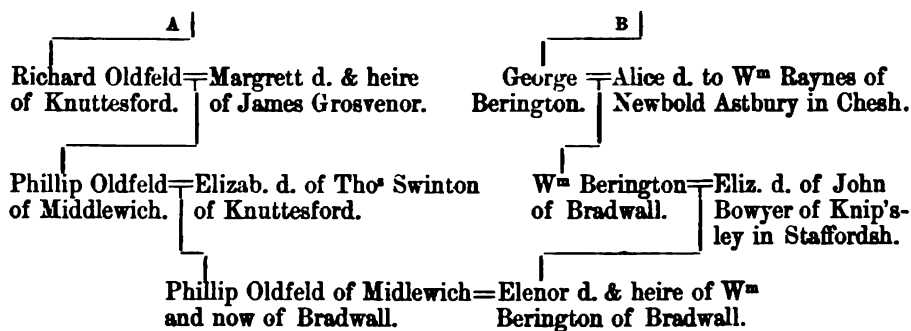 A
B
Richard Oldfeld = Margrett d. & heire
of Knuttesford. of James Grosvenor.
George = Alice d. to Wᵐ Raynes of
Berington. Newbold Astbury in Chesh.
Phillip Oldfeld = Elizab. d. of Thoˢ Swinton
of Middlewich. of Knuttesford.
Wᵐ Berington = Eliz. d. of John
of Bradwall. Bowyer of Knip's-
ley in Staffordsh.
Phillip Oldfeld of Midlewich = Elenor d. & heire of Wᵐ
and now of Bradwall. Berington of Bradwall.